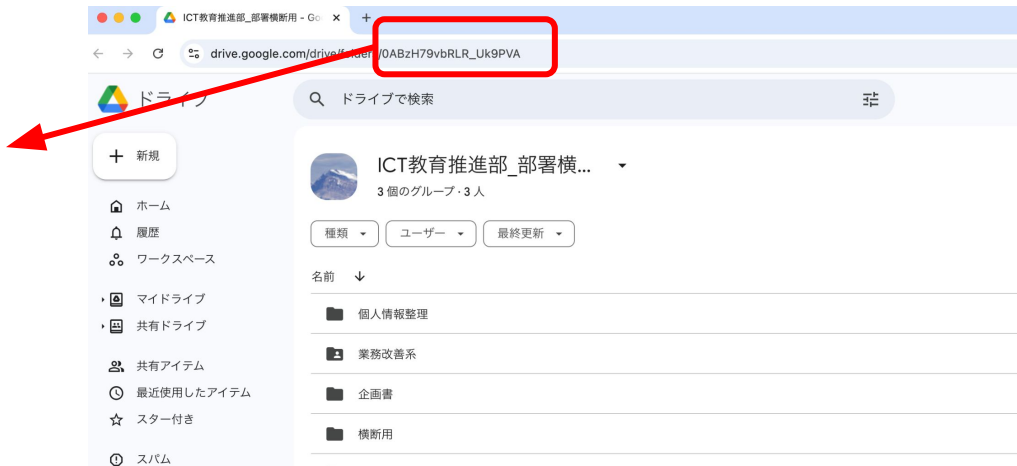 ICT教育推進部_部署横断用 - Go
drive.google.com/drive/folders/0ABzH79vbRLR_Uk9PVA
ドライブ
ドライブで検索
新規
ICT教育推進部_部署横...
3 個のグループ · 3 人
ホーム
履歴
ワークスペース
種類
ユーザー
最終更新
名前
マイドライブ
共有ドライブ
個人情報整理
業務改善系
共有アイテム
最近使用したアイテム
企画書
スター付き
横断用
スパム